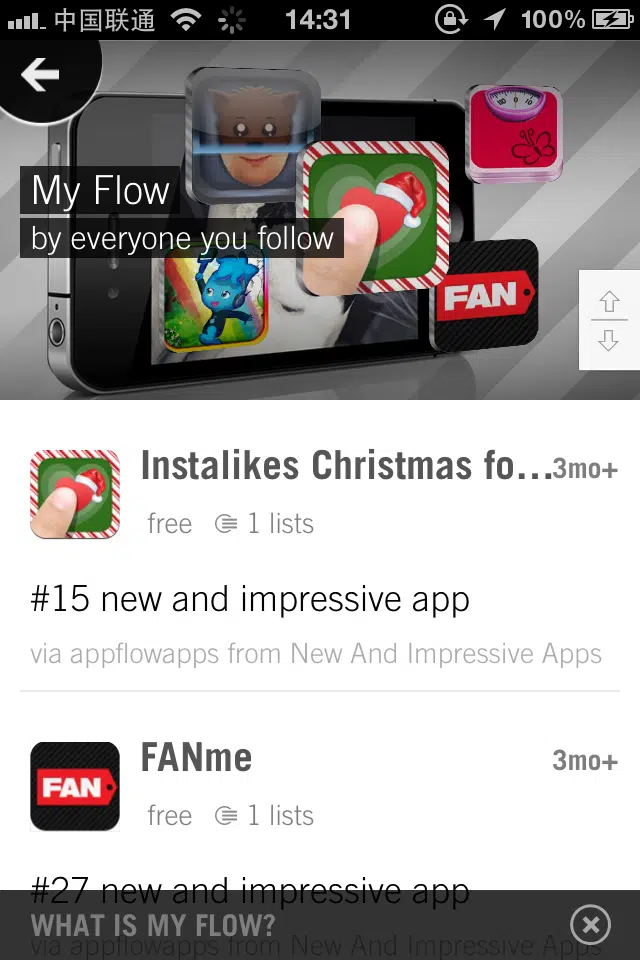 中国联通 14:31 100%
My Flow
by everyone you follow
FAN
Instalikes Christmas fo... 3mo+
free 1 lists
#15 new and impressive app
via appflowapps from New And Impressive Apps
FAN
FANme 3mo+
free 1 lists
#27 new and impressive app
WHAT IS MY FLOW?
via appflowapps from New And Impressive Apps